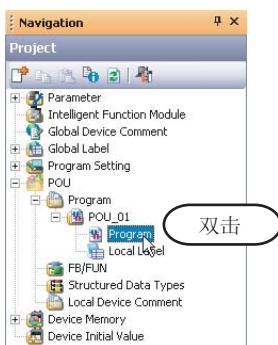 Navigation
Project
Parameter
Intelligent Function Module
Global Device Comment
Global Label
Program Setting
POU
Program
POU_01
Program
双击
Local Label
FB/FUN
Structured Data Types
Local Device Comment
Device Memory
Device Initial Value